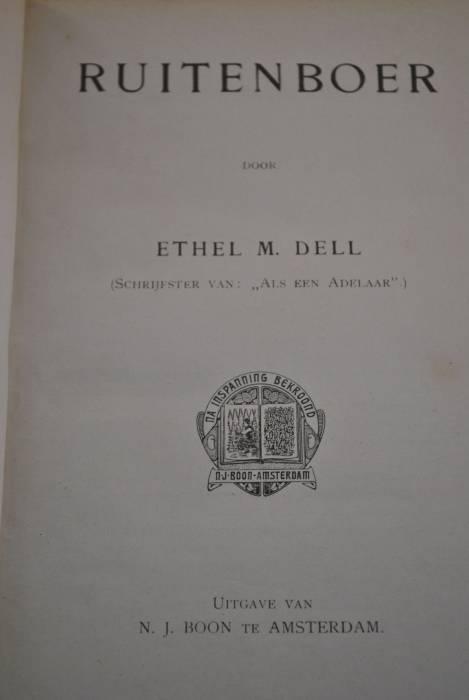 RUITENBOER
DOOR
ETHEL M. DELL
(SCHRIJFSTER VAN: „ALS EEN ADELAAR”.)
NA INSPANNING BEKROOND
N·J·BOON-AMSTERDAM
UITGAVE VAN
N. J. BOON TE AMSTERDAM.